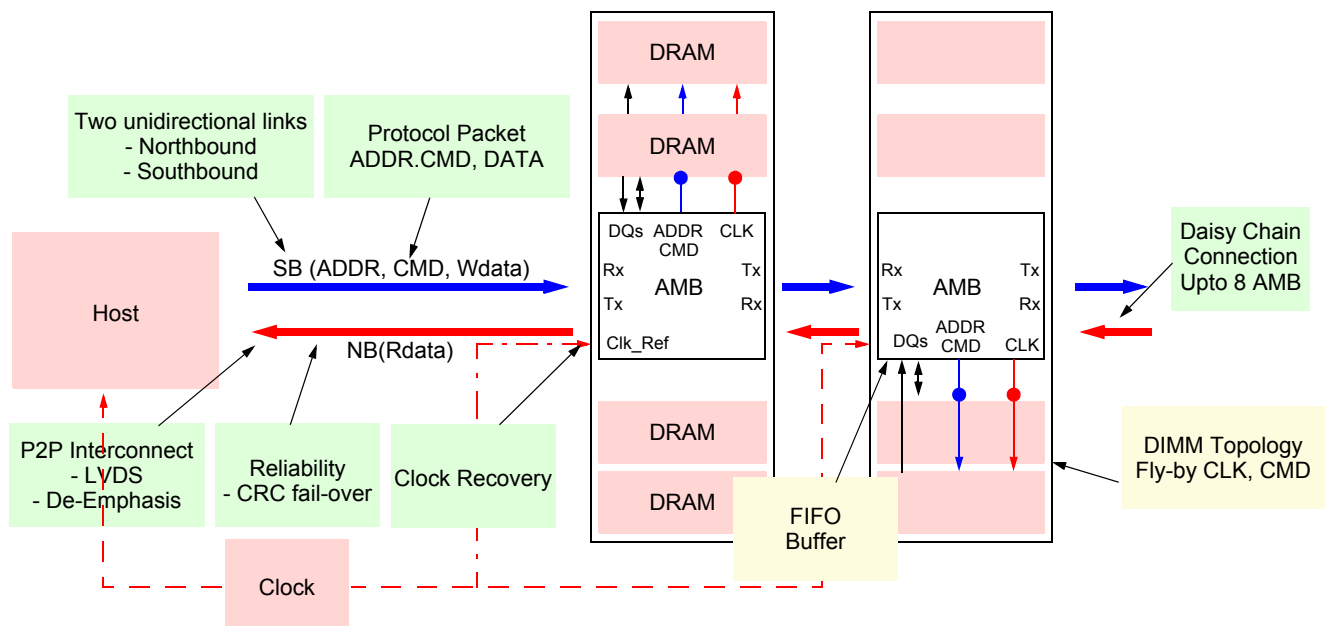 Two unidirectional links
- Northbound
- Southbound
Protocol Packet
ADDR.CMD, DATA
Host
SB (ADDR, CMD, Wdata)
NB(Rdata)
P2P Interconnect
- LVDS
- De-Emphasis
Reliability
- CRC fail-over
Clock Recovery
Clock
DRAM
DRAM
DQs ADDR CLK
CMD
Rx Tx
AMB
Tx Rx
Clk_Ref
DRAM
DRAM
Rx Tx
AMB
Tx Rx
ADDR
DQs CMD CLK
FIFO
Buffer
Daisy Chain
Connection
Upto 8 AMB
DIMM Topology
Fly-by CLK, CMD